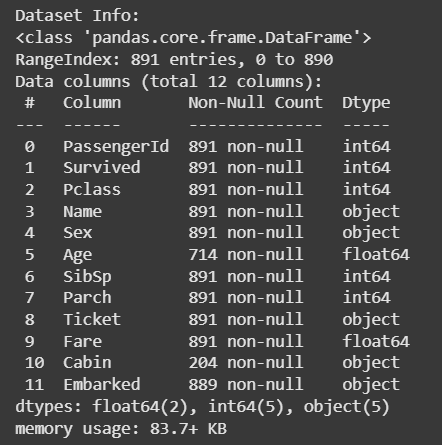 Dataset Info:
<class 'pandas.core.frame.DataFrame'>
RangeIndex: 891 entries, 0 to 890
Data columns (total 12 columns):
 #   Column       Non-Null Count  Dtype
---  ------       --------------  -----
 0   PassengerId  891 non-null    int64
 1   Survived     891 non-null    int64
 2   Pclass       891 non-null    int64
 3   Name         891 non-null    object
 4   Sex          891 non-null    object
 5   Age          714 non-null    float64
 6   SibSp        891 non-null    int64
 7   Parch        891 non-null    int64
 8   Ticket       891 non-null    object
 9   Fare         891 non-null    float64
 10  Cabin        204 non-null    object
 11  Embarked     889 non-null    object
dtypes: float64(2), int64(5), object(5)
memory usage: 83.7+ KB